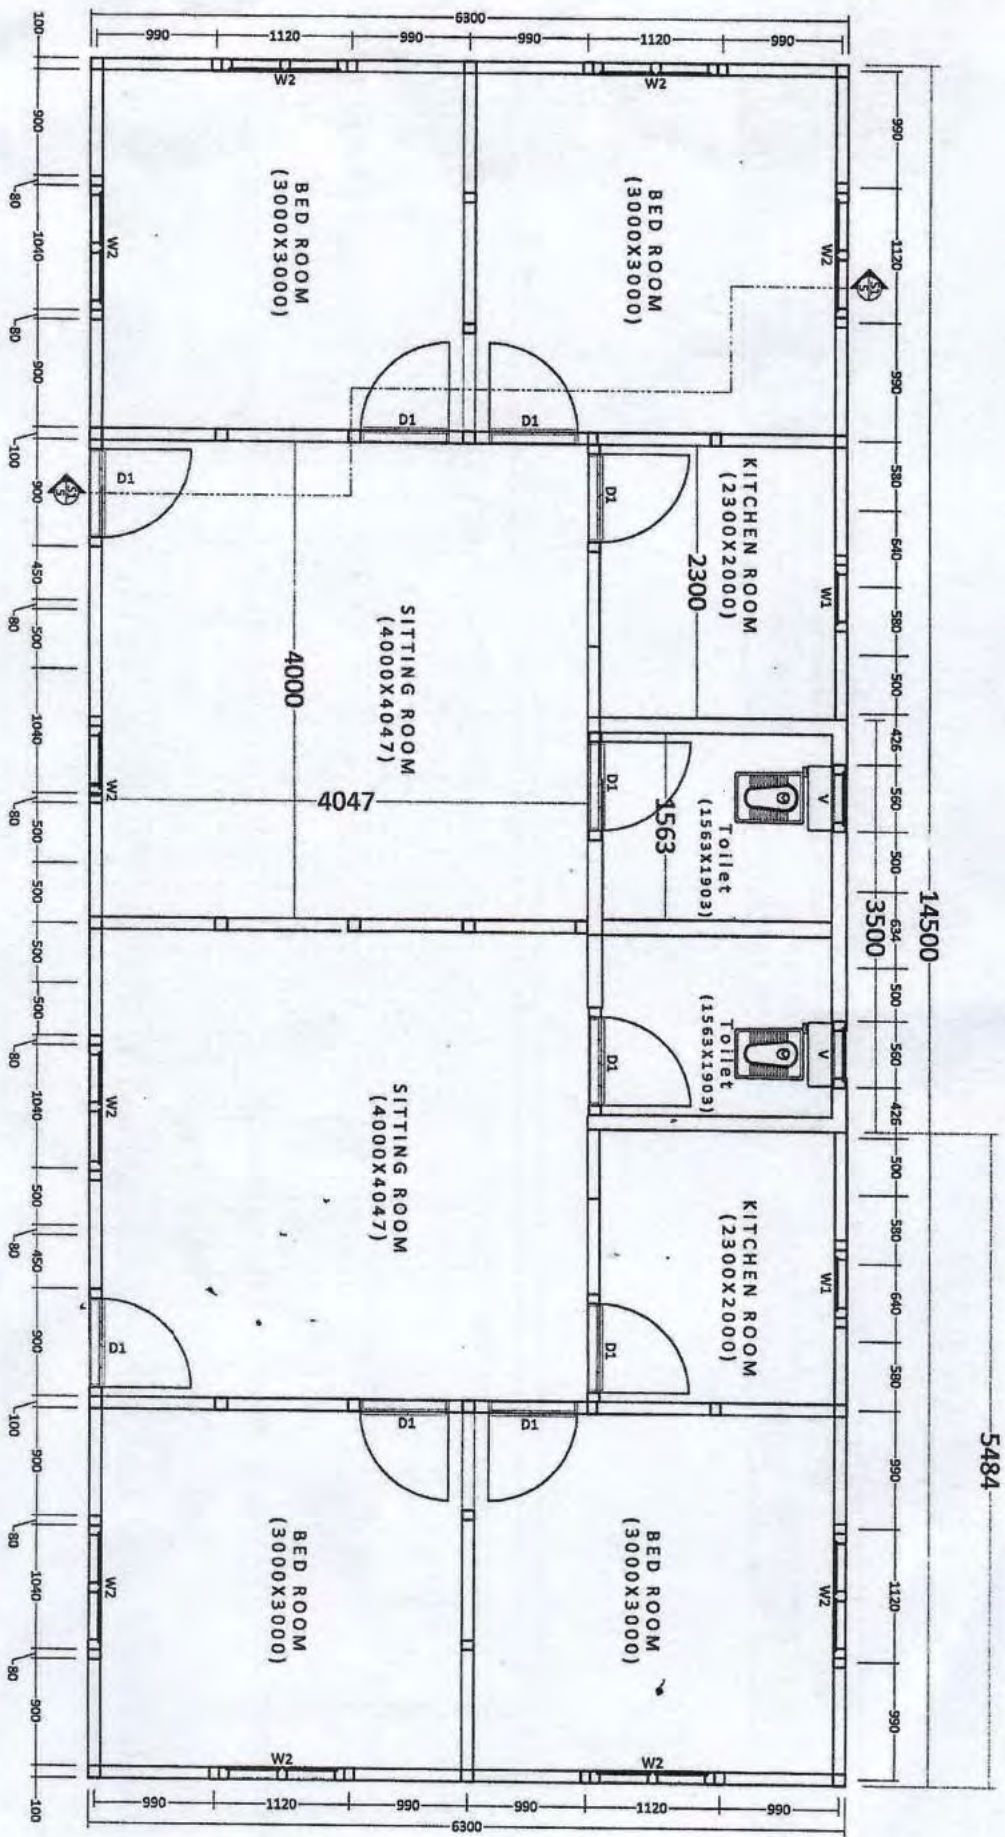 6300
990
1120
990
990
1120
990
100
900
80
1040
80
900
100
900
450
80
500
1040
80
500
500
500
500
80
1040
500
80
450
900
100
900
80
1040
80
900
100
W2
W2
W2
W2
BED ROOM
(3000X3000)
BED ROOM
(3000X3000)
S1
5
990
1120
990
580
640
580
500
426
560
500
634
500
560
426
500
580
640
580
990
1120
990
14500
3500
5484
D1
D1
D1
S1
5
D1
KITCHEN ROOM
(2300X2000)
2300
W1
SITTING ROOM
(4000X4047)
4000
4047
W2
D1
1563
Toilet
(1563X1903)
V
Toilet
(1563X1903)
V
D1
W2
SITTING ROOM
(4000X4047)
KITCHEN ROOM
(2300X2000)
W1
D1
D1
D1
D1
BED ROOM
(3000X3000)
BED ROOM
(3000X3000)
W2
W2
W2
W2
990
1120
990
990
1120
990
6300